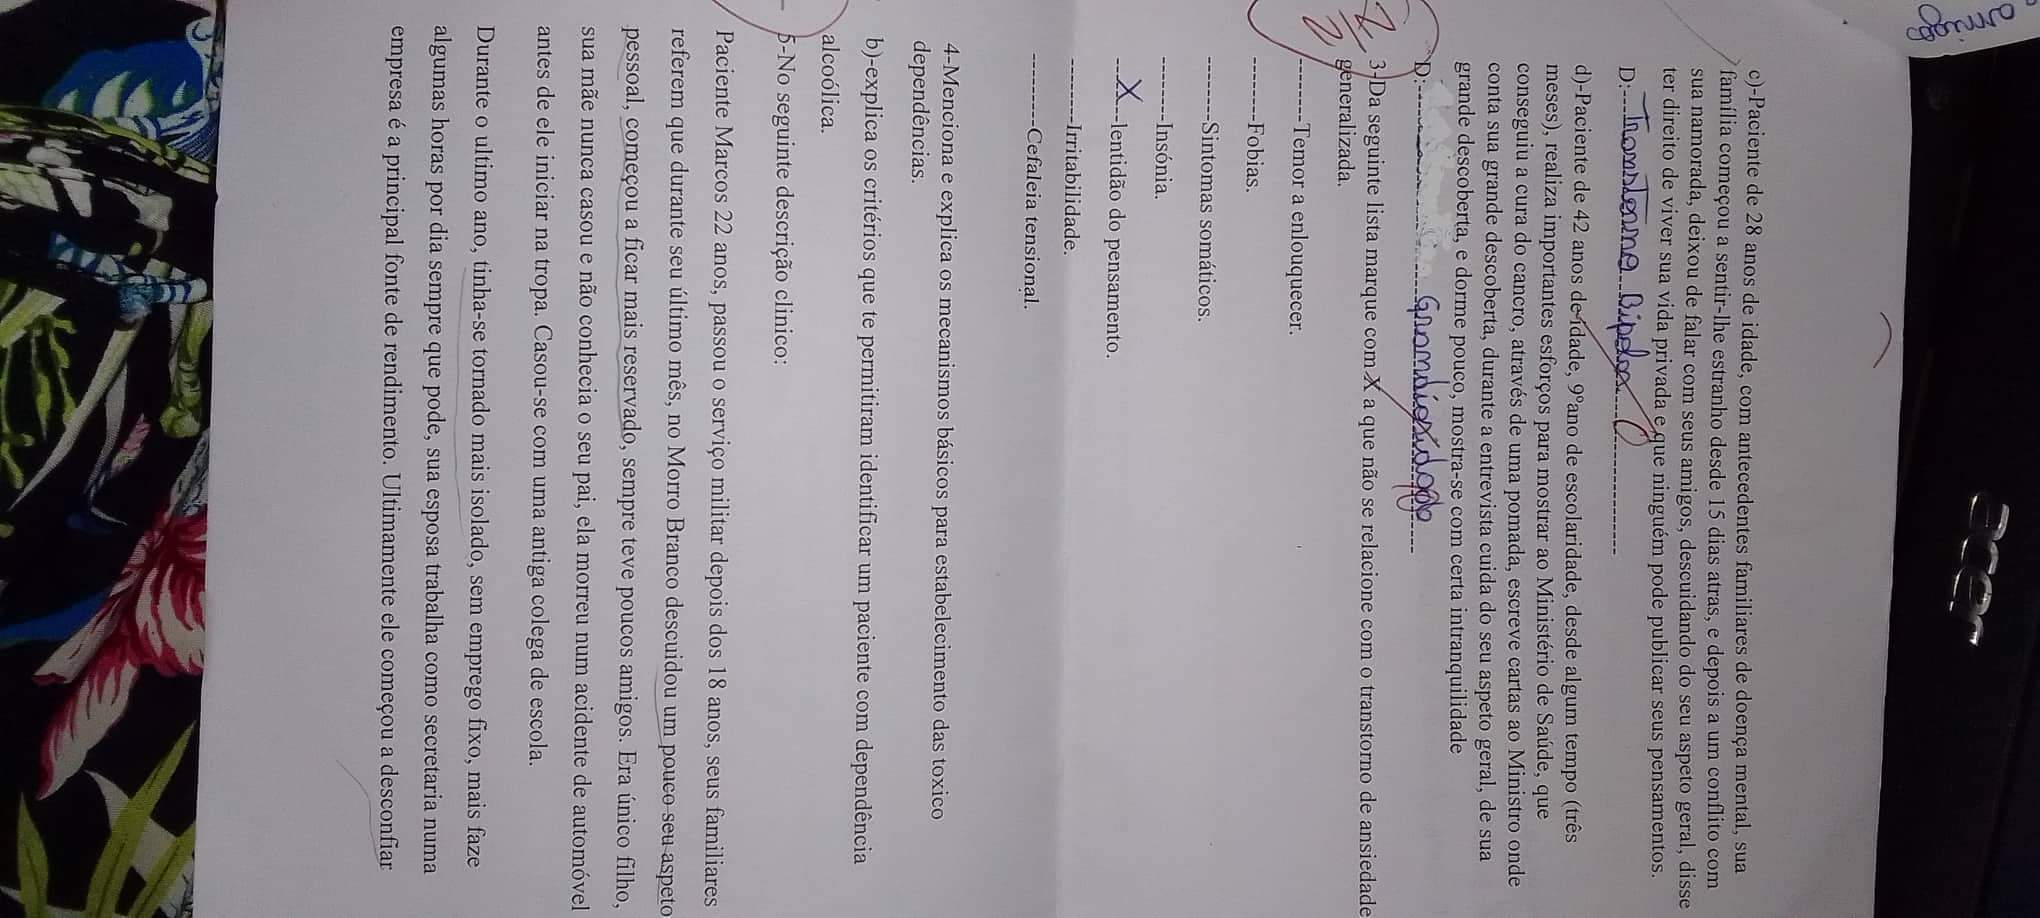 amig
acer
c)-Paciente de 28 anos de idade, com antecedentes familiares de doença mental, sua
família começou a sentir-lhe estranho desde 15 dias atras, e depois a um conflito com
sua namorada, deixou de falar com seus amigos, descuidando do seu aspeto geral, disse
ter direito de viver sua vida privada e que ninguém pode publicar seus pensamentos.
D:---Transtorno Bipolar---
d)-Paciente de 42 anos de idade, 9°ano de escolaridade, desde algum tempo (três
meses), realiza importantes esforços para mostrar ao Ministério de Saúde, que
conseguiu a cura do cancro, através de uma pomada, escreve cartas ao Ministro onde
conta sua grande descoberta, durante a entrevista cuida do seu aspeto geral, de sua
grande descoberta, e dorme pouco, mostra-se com certa intranquilidade
D:--------Grandiosidade---
2/2
3-Da seguinte lista marque com X a que não se relacione com o transtorno de ansiedade
generalizada.
---------Temor a enlouquecer.
---------Fobias.
---------Sintomas somáticos.
---------Insónia.
---X---lentidão do pensamento.
---------Irritabilidade.
---------Cefaleia tensional.
4-Menciona e explica os mecanismos básicos para estabelecimento das toxico
dependências.
b)-explica os critérios que te permitiram identificar um paciente com dependência
alcoólica.
5-No seguinte descrição clinico:
Paciente Marcos 22 anos, passou o serviço militar depois dos 18 anos, seus familiares
referem que durante seu último mês, no Morro Branco descuidou um pouco seu aspeto
pessoal, começou a ficar mais reservado, sempre teve poucos amigos. Era único filho,
sua mãe nunca casou e não conhecia o seu pai, ela morreu num acidente de automóvel
antes de ele iniciar na tropa. Casou-se com uma antiga colega de escola.
Durante o ultimo ano, tinha-se tornado mais isolado, sem emprego fixo, mais faze
algumas horas por dia sempre que pode, sua esposa trabalha como secretaria numa
empresa é a principal fonte de rendimento. Ultimamente ele começou a desconfiar